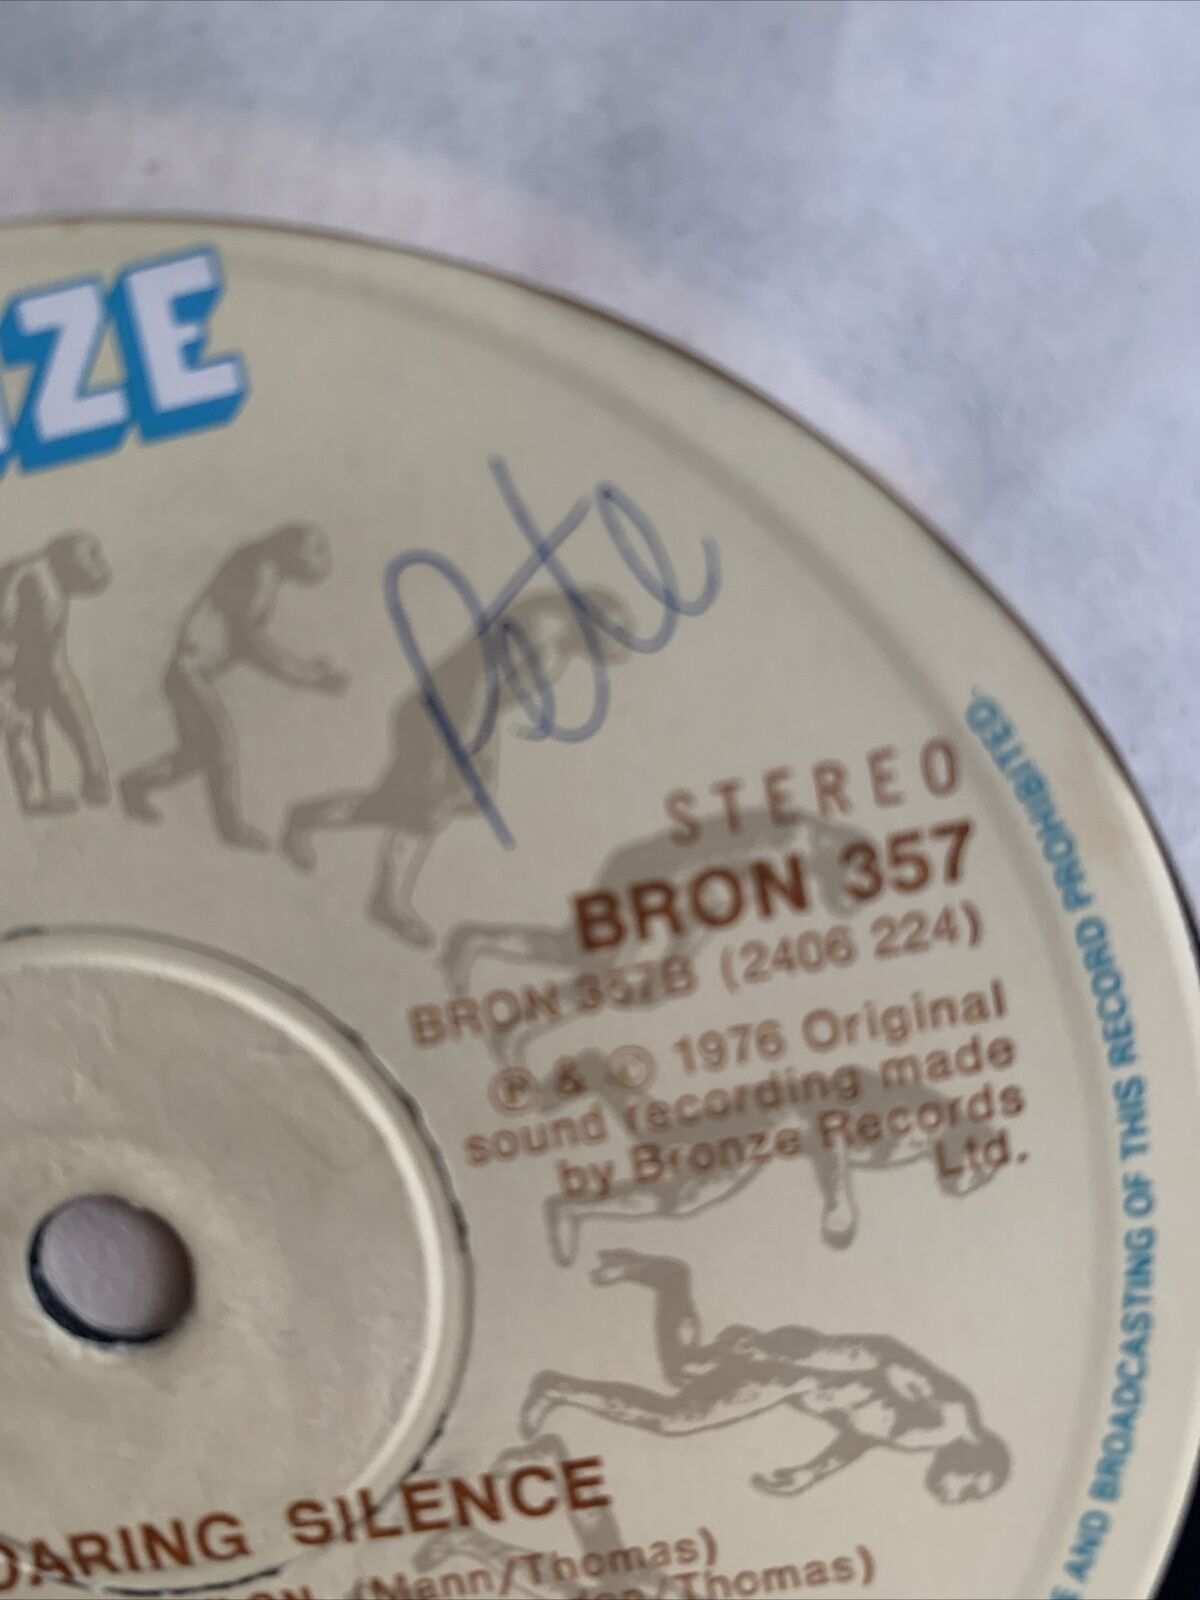 ZE
Pete
STEREO
BRON 357
BRON 357B (2406 224)
℗ & © 1976 Original
sound recording made
by Bronze Records
Ltd.
OARING SILENCE
(Mann/Thomas)
Thomas)
AND BROADCASTING OF THIS RECORD PROHIBITED.